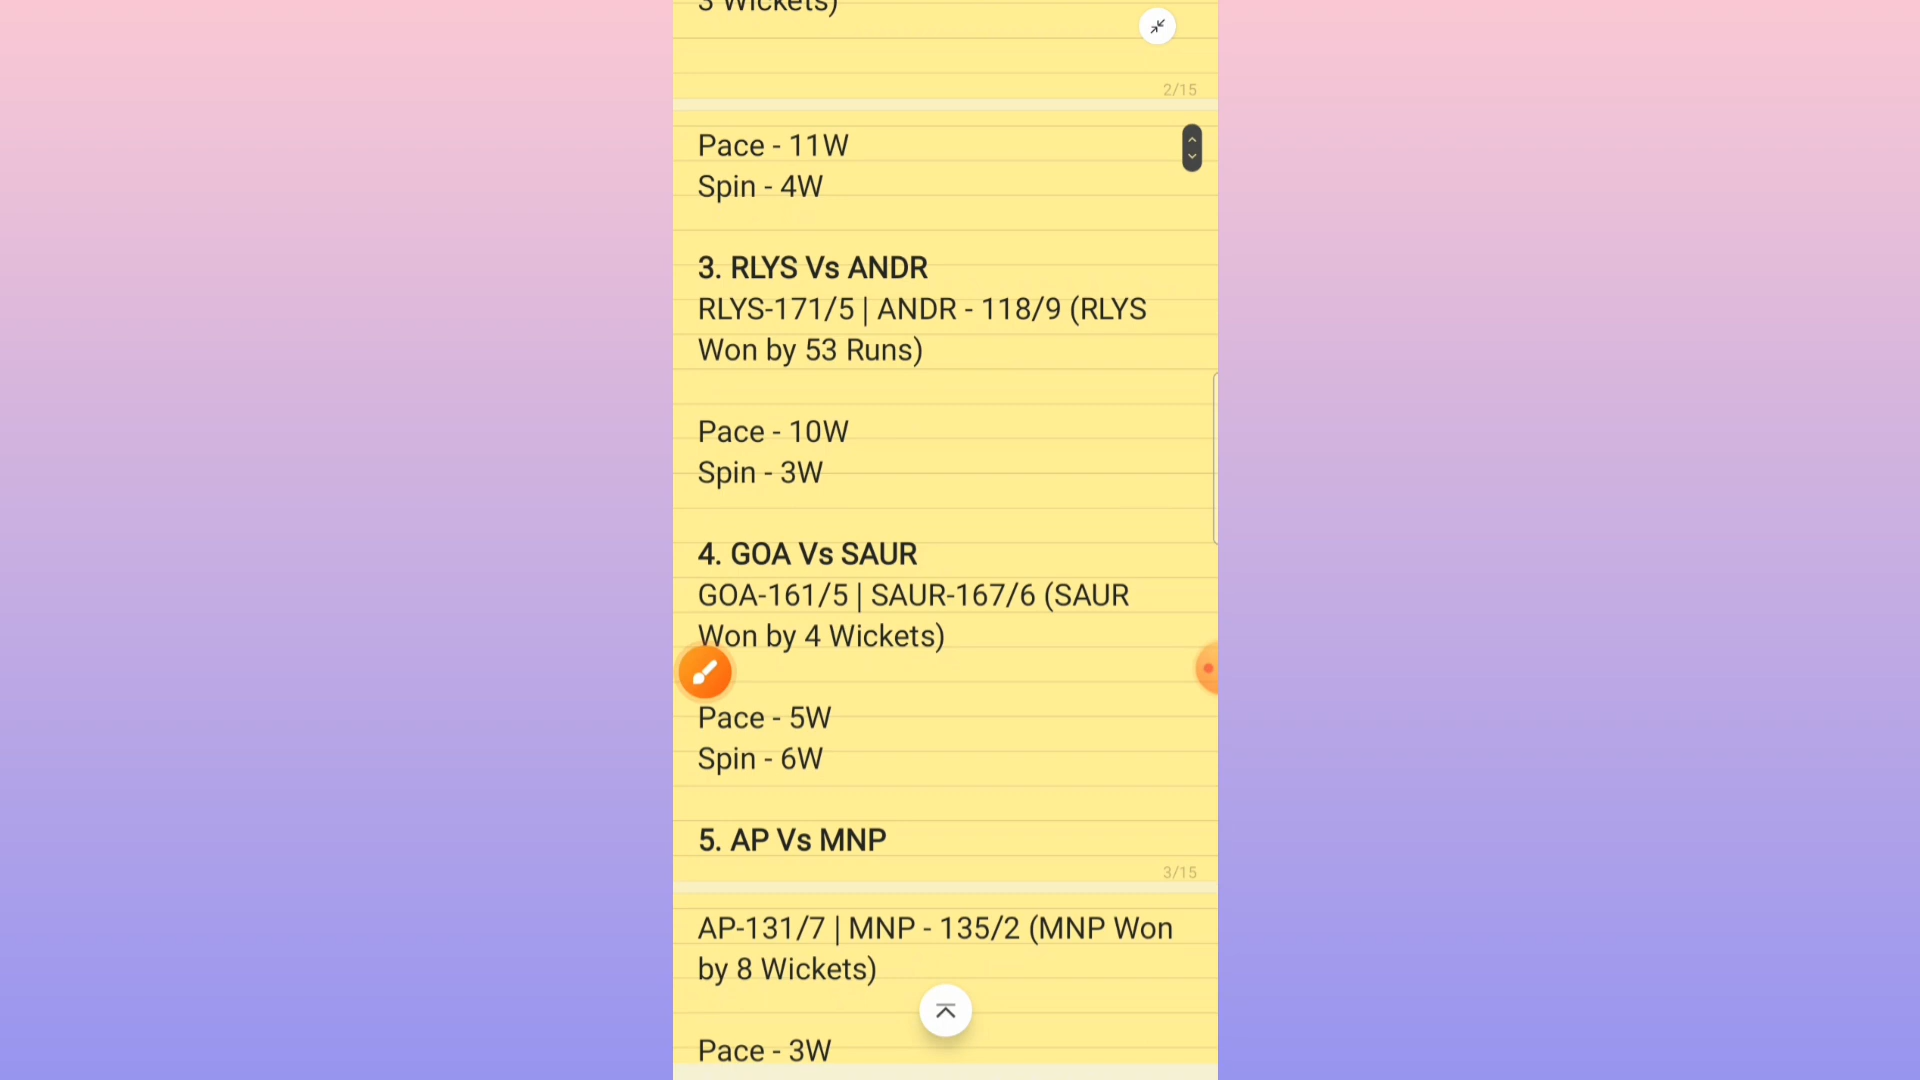 3 Wickets)
2/15
Pace - 11W
Spin - 4W
3. RLYS Vs ANDR
RLYS-171/5 | ANDR - 118/9 (RLYS
Won by 53 Runs)
Pace - 10W
Spin - 3W
4. GOA Vs SAUR
GOA-161/5 | SAUR-167/6 (SAUR
Won by 4 Wickets)
Pace - 5W
Spin - 6W
5. AP Vs MNP
3/15
AP-131/7 | MNP - 135/2 (MNP Won
by 8 Wickets)
Pace - 3W